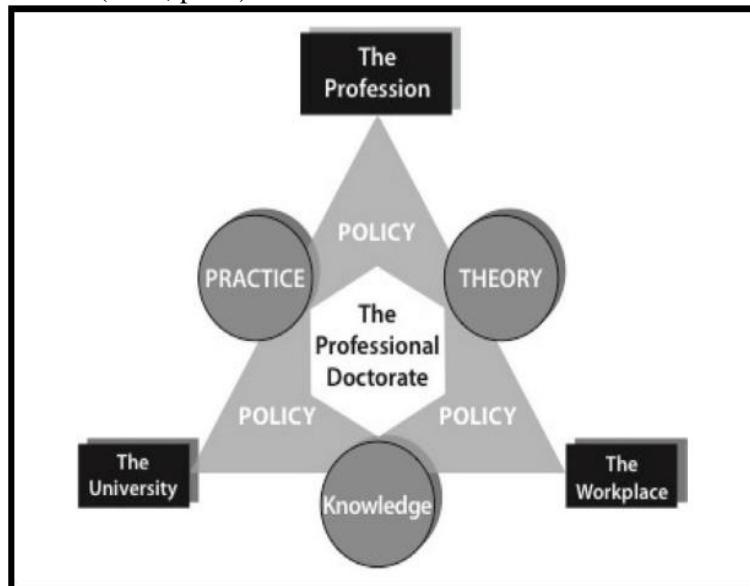 The
Profession
POLICY
PRACTICE
THEORY
The
Professional
Doctorate
POLICY
POLICY
The
University
Knowledge
The
Workplace